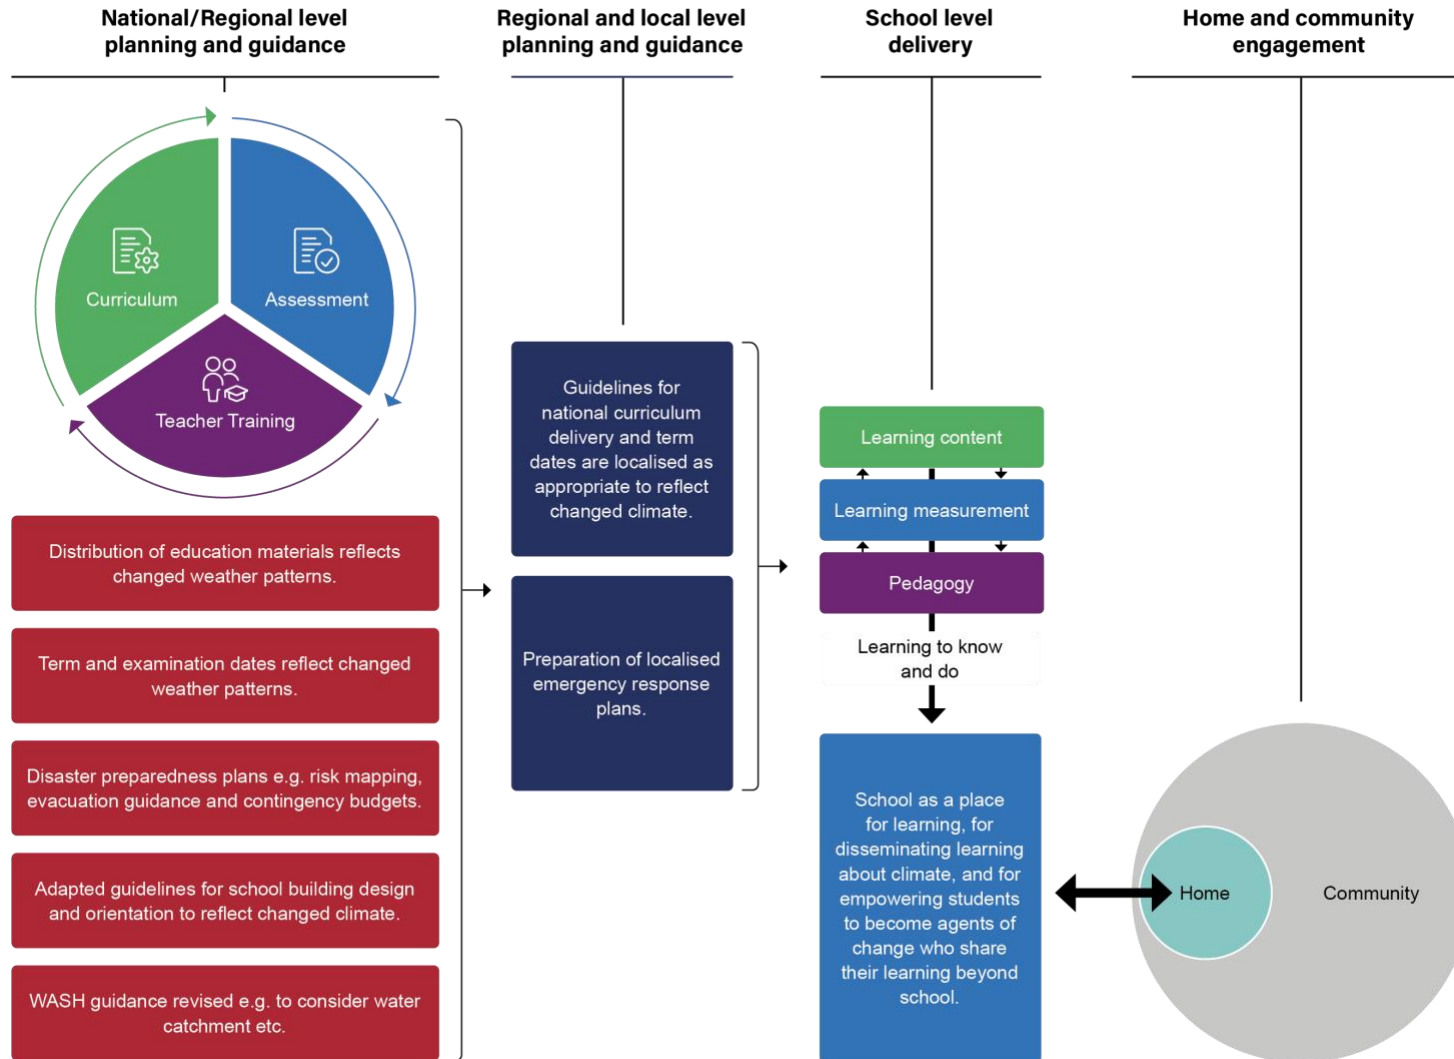 National/Regional level
planning and guidance
Curriculum
Assessment
Teacher Training
Distribution of education materials reflects
changed weather patterns.
Term and examination dates reflect changed
weather patterns.
Disaster preparedness plans e.g. risk mapping,
evacuation guidance and contingency budgets.
Adapted guidelines for school building design
and orientation to reflect changed climate.
WASH guidance revised e.g. to consider water
catchment etc.
Regional and local level
planning and guidance
Guidelines for
national curriculum
delivery and term
dates are localised as
appropriate to reflect
changed climate.
Preparation of localised
emergency response
plans.
School level
delivery
Learning content
Learning measurement
Pedagogy
Learning to know
and do
School as a place
for learning, for
disseminating learning
about climate, and for
empowering students
to become agents of
change who share
their learning beyond
school.
Home and community
engagement
Home
Community